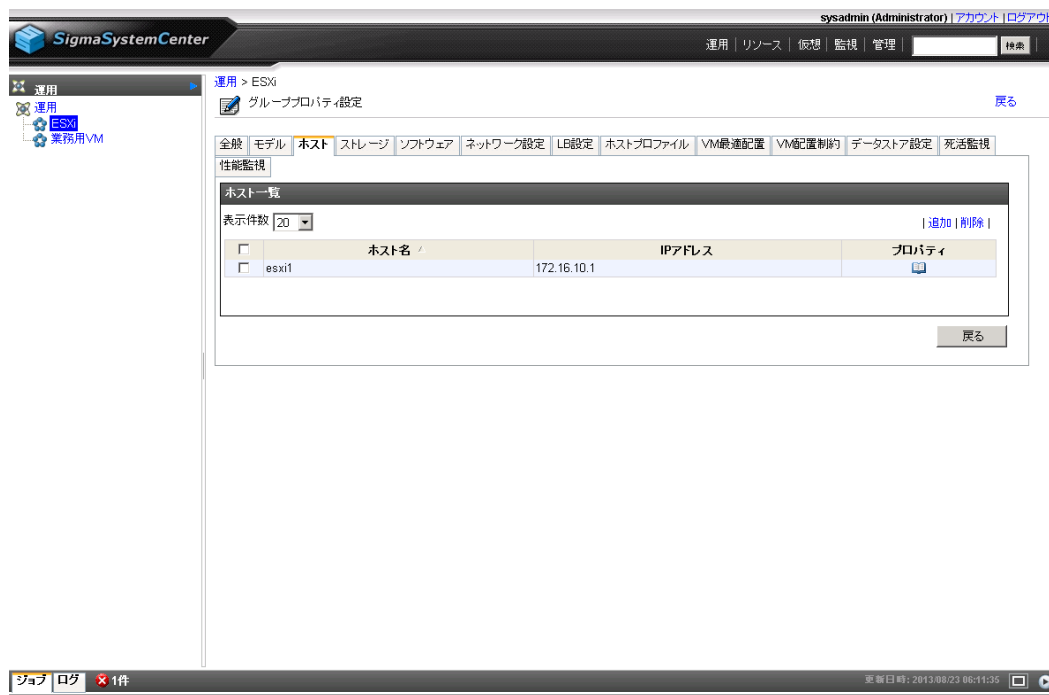 sysadmin (Administrator) | アカウント | ログアウト
SigmaSystemCenter
運用 | リソース | 仮想 | 監視 | 管理 | 検索
運用
運用
ESXi
業務用VM
運用 > ESXi
グループプロパティ設定
戻る
全般 モデル ホスト ストレージ ソフトウェア ネットワーク設定 LB設定 ホストプロファイル VM最適配置 VM配置制約 データストア設定 死活監視
性能監視
ホスト一覧
表示件数 20
| 追加 | 削除 |
ホスト名 IPアドレス プロパティ
esxi1 172.16.10.1
戻る
ジョブ ログ 1件
更新日時 : 2013/08/23 06:11:35